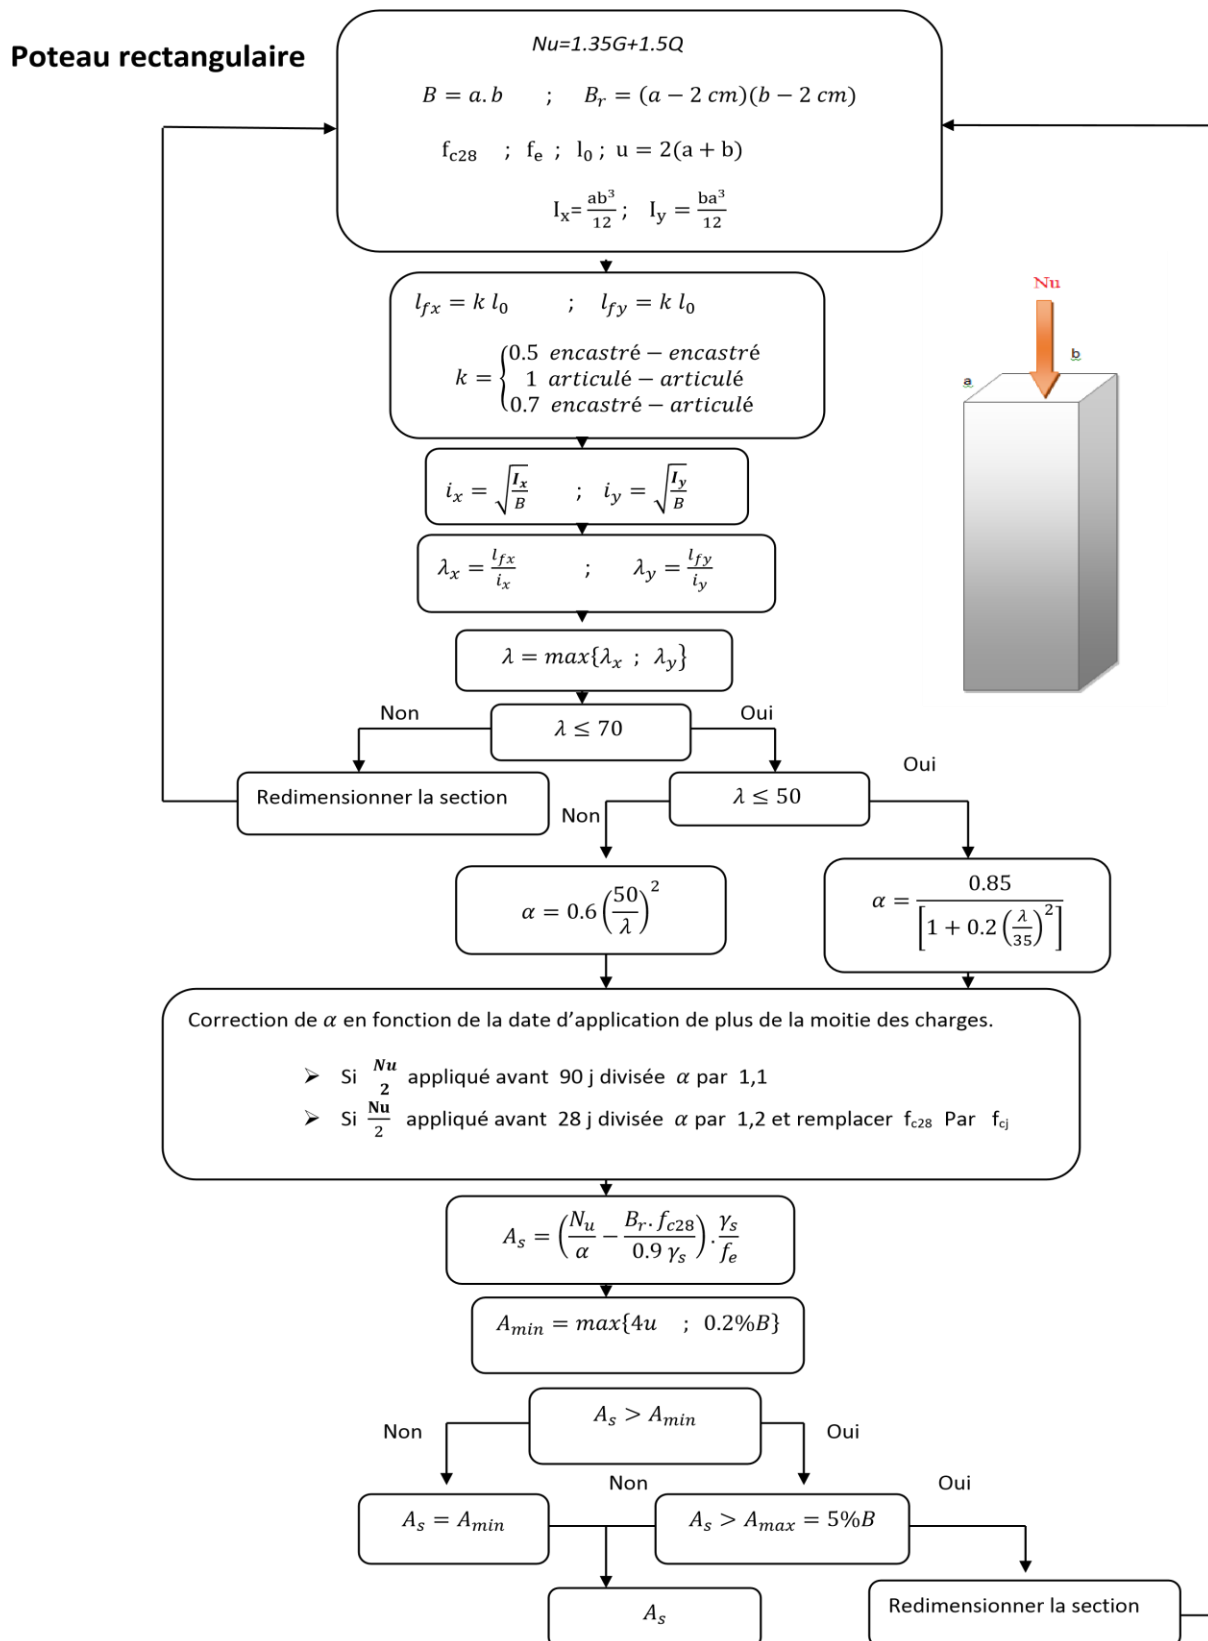 Poteau rectangulaire
Nu=1.35G+1.5Q
B = a.b ; B_r = (a − 2 cm)(b − 2 cm)
f_c28 ; f_e ; l_0 ; u = 2(a + b)
I_x= ab³/12 ; I_y = ba³/12
l_fx = k l_0 ; l_fy = k l_0
k = {0.5 encastré − encastré
1 articulé − articulé
0.7 encastré − articulé
Nu
b
a
i_x = √(I_x/B) ; i_y = √(I_y/B)
λ_x = l_fx/i_x ; λ_y = l_fy/i_y
λ = max{λ_x ; λ_y}
Non
Oui
λ ≤ 70
Oui
Redimensionner la section
λ ≤ 50
Non
α = 0.6 (50/λ)²
α = 0.85/[1 + 0.2 (λ/35)²]
Correction de α en fonction de la date d’application de plus de la moitie des charges.
➢ Si Nu 2 appliqué avant 90 j divisée α par 1,1
➢ Si Nu/2 appliqué avant 28 j divisée α par 1,2 et remplacer f_c28 Par f_cj
A_s = (N_u/α − B_r.f_c28/0.9 γ_s).γ_s/f_e
A_min = max{4u ; 0.2%B}
A_s > A_min
Non
Oui
Non
Oui
A_s = A_min
A_s > A_max = 5%B
A_s
Redimensionner la section